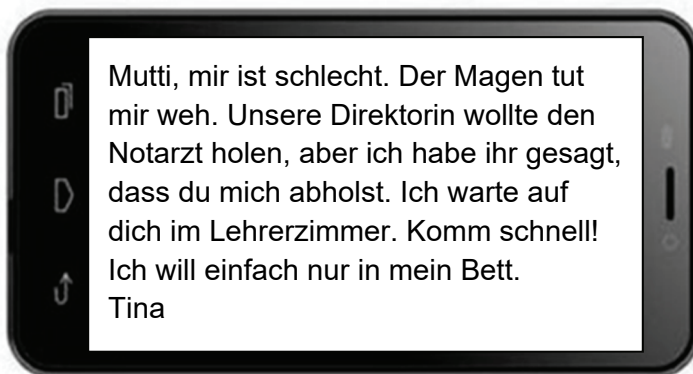 Mutti, mir ist schlecht. Der Magen tut
mir weh. Unsere Direktorin wollte den
Notarzt holen, aber ich habe ihr gesagt,
dass du mich abholst. Ich warte auf
dich im Lehrerzimmer. Komm schnell!
Ich will einfach nur in mein Bett.
Tina